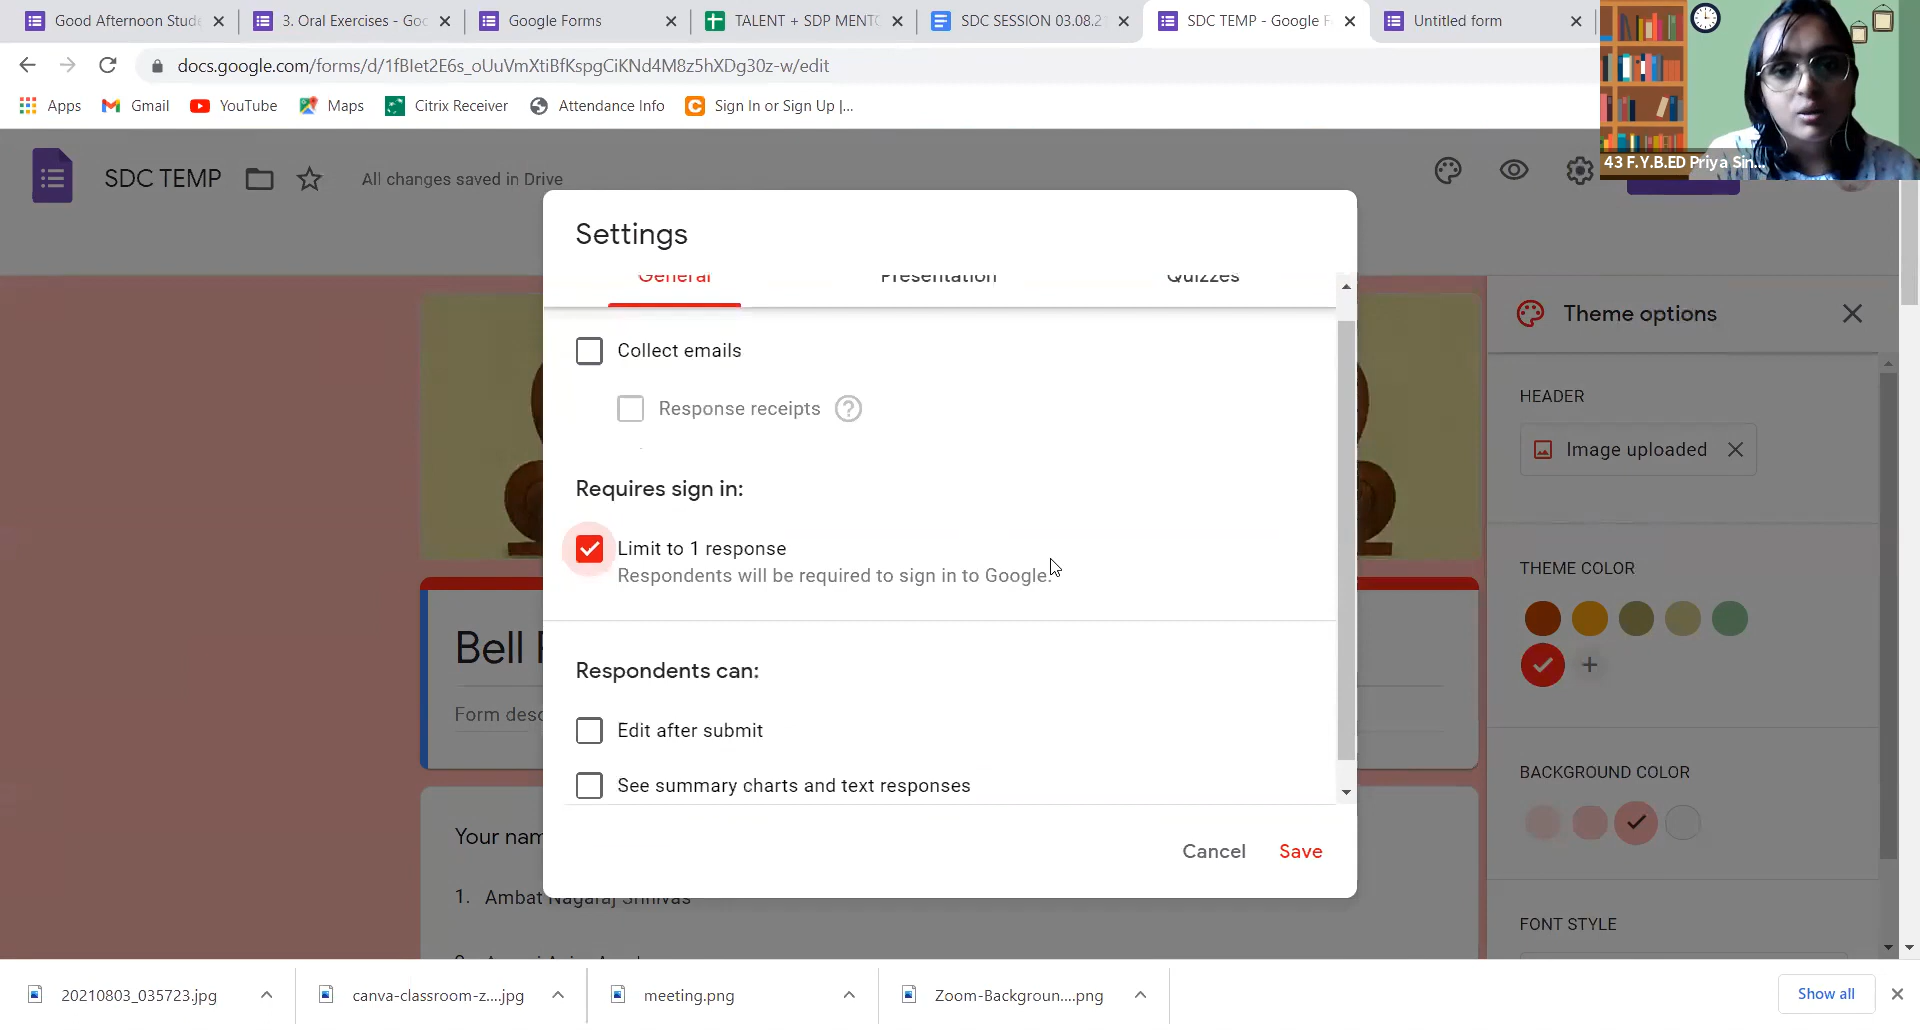 Good Afternoon Stude
3. Oral Exercises - Goo
Google Forms
TALENT + SDP MENTO
SDC SESSION 03.08.2
SDC TEMP - Google F
Untitled form
docs.google.com/forms/d/1fBIet2E6s_oUuVmXtiBfKspgCiKNd4M8z5hXDg30z-w/edit
Apps
Gmail
YouTube
Maps
Citrix Receiver
Attendance Info
Sign In or Sign Up |...
43 F.Y.B.ED Priya Sin...
SDC TEMP
All changes saved in Drive
Settings
General
Presentation
Quizzes
Collect emails
Response receipts
Requires sign in:
Limit to 1 response
Respondents will be required to sign in to Google.
Respondents can:
Edit after submit
See summary charts and text responses
Cancel
Save
Bell
Form desc
Your nam
1. Ambat Nagaraj Shnivas
Theme options
HEADER
Image uploaded
THEME COLOR
BACKGROUND COLOR
FONT STYLE
20210803_035723.jpg
canva-classroom-z....jpg
meeting.png
Zoom-Backgroun....png
Show all